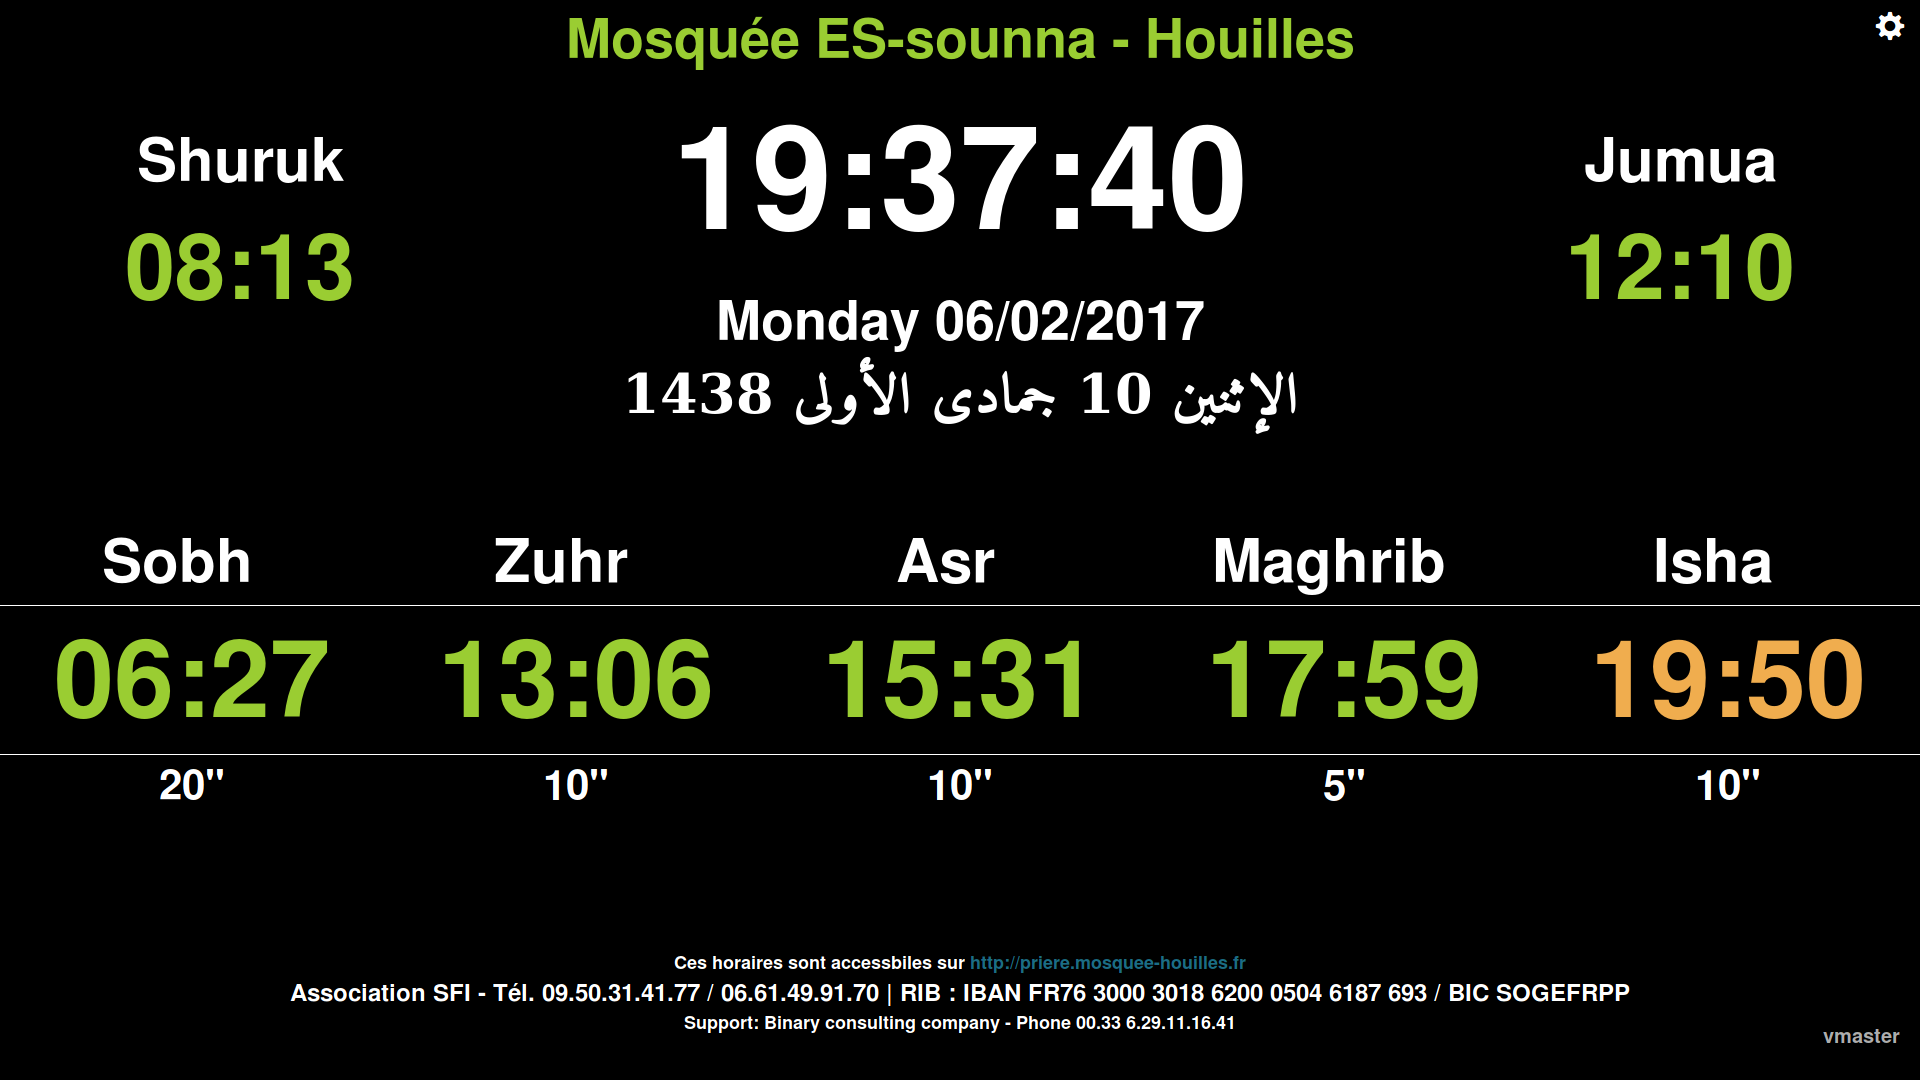 Mosquée ES-sounna - Houilles
Shuruk
08:13
19:37:40
Jumua
12:10
Monday 06/02/2017
الإثنين 10 جمادى الأولى 1438
Sobh Zuhr Asr Maghrib Isha
06:27 13:06 15:31 17:59 19:50
20" 10" 10" 5" 10"
Ces horaires sont accessbiles sur http://priere.mosquee-houilles.fr
Association SFI - Tél. 09.50.31.41.77 / 06.61.49.91.70 | RIB : IBAN FR76 3000 3018 6200 0504 6187 693 / BIC SOGEFRPP
Support: Binary consulting company - Phone 00.33 6.29.11.16.41
vmaster